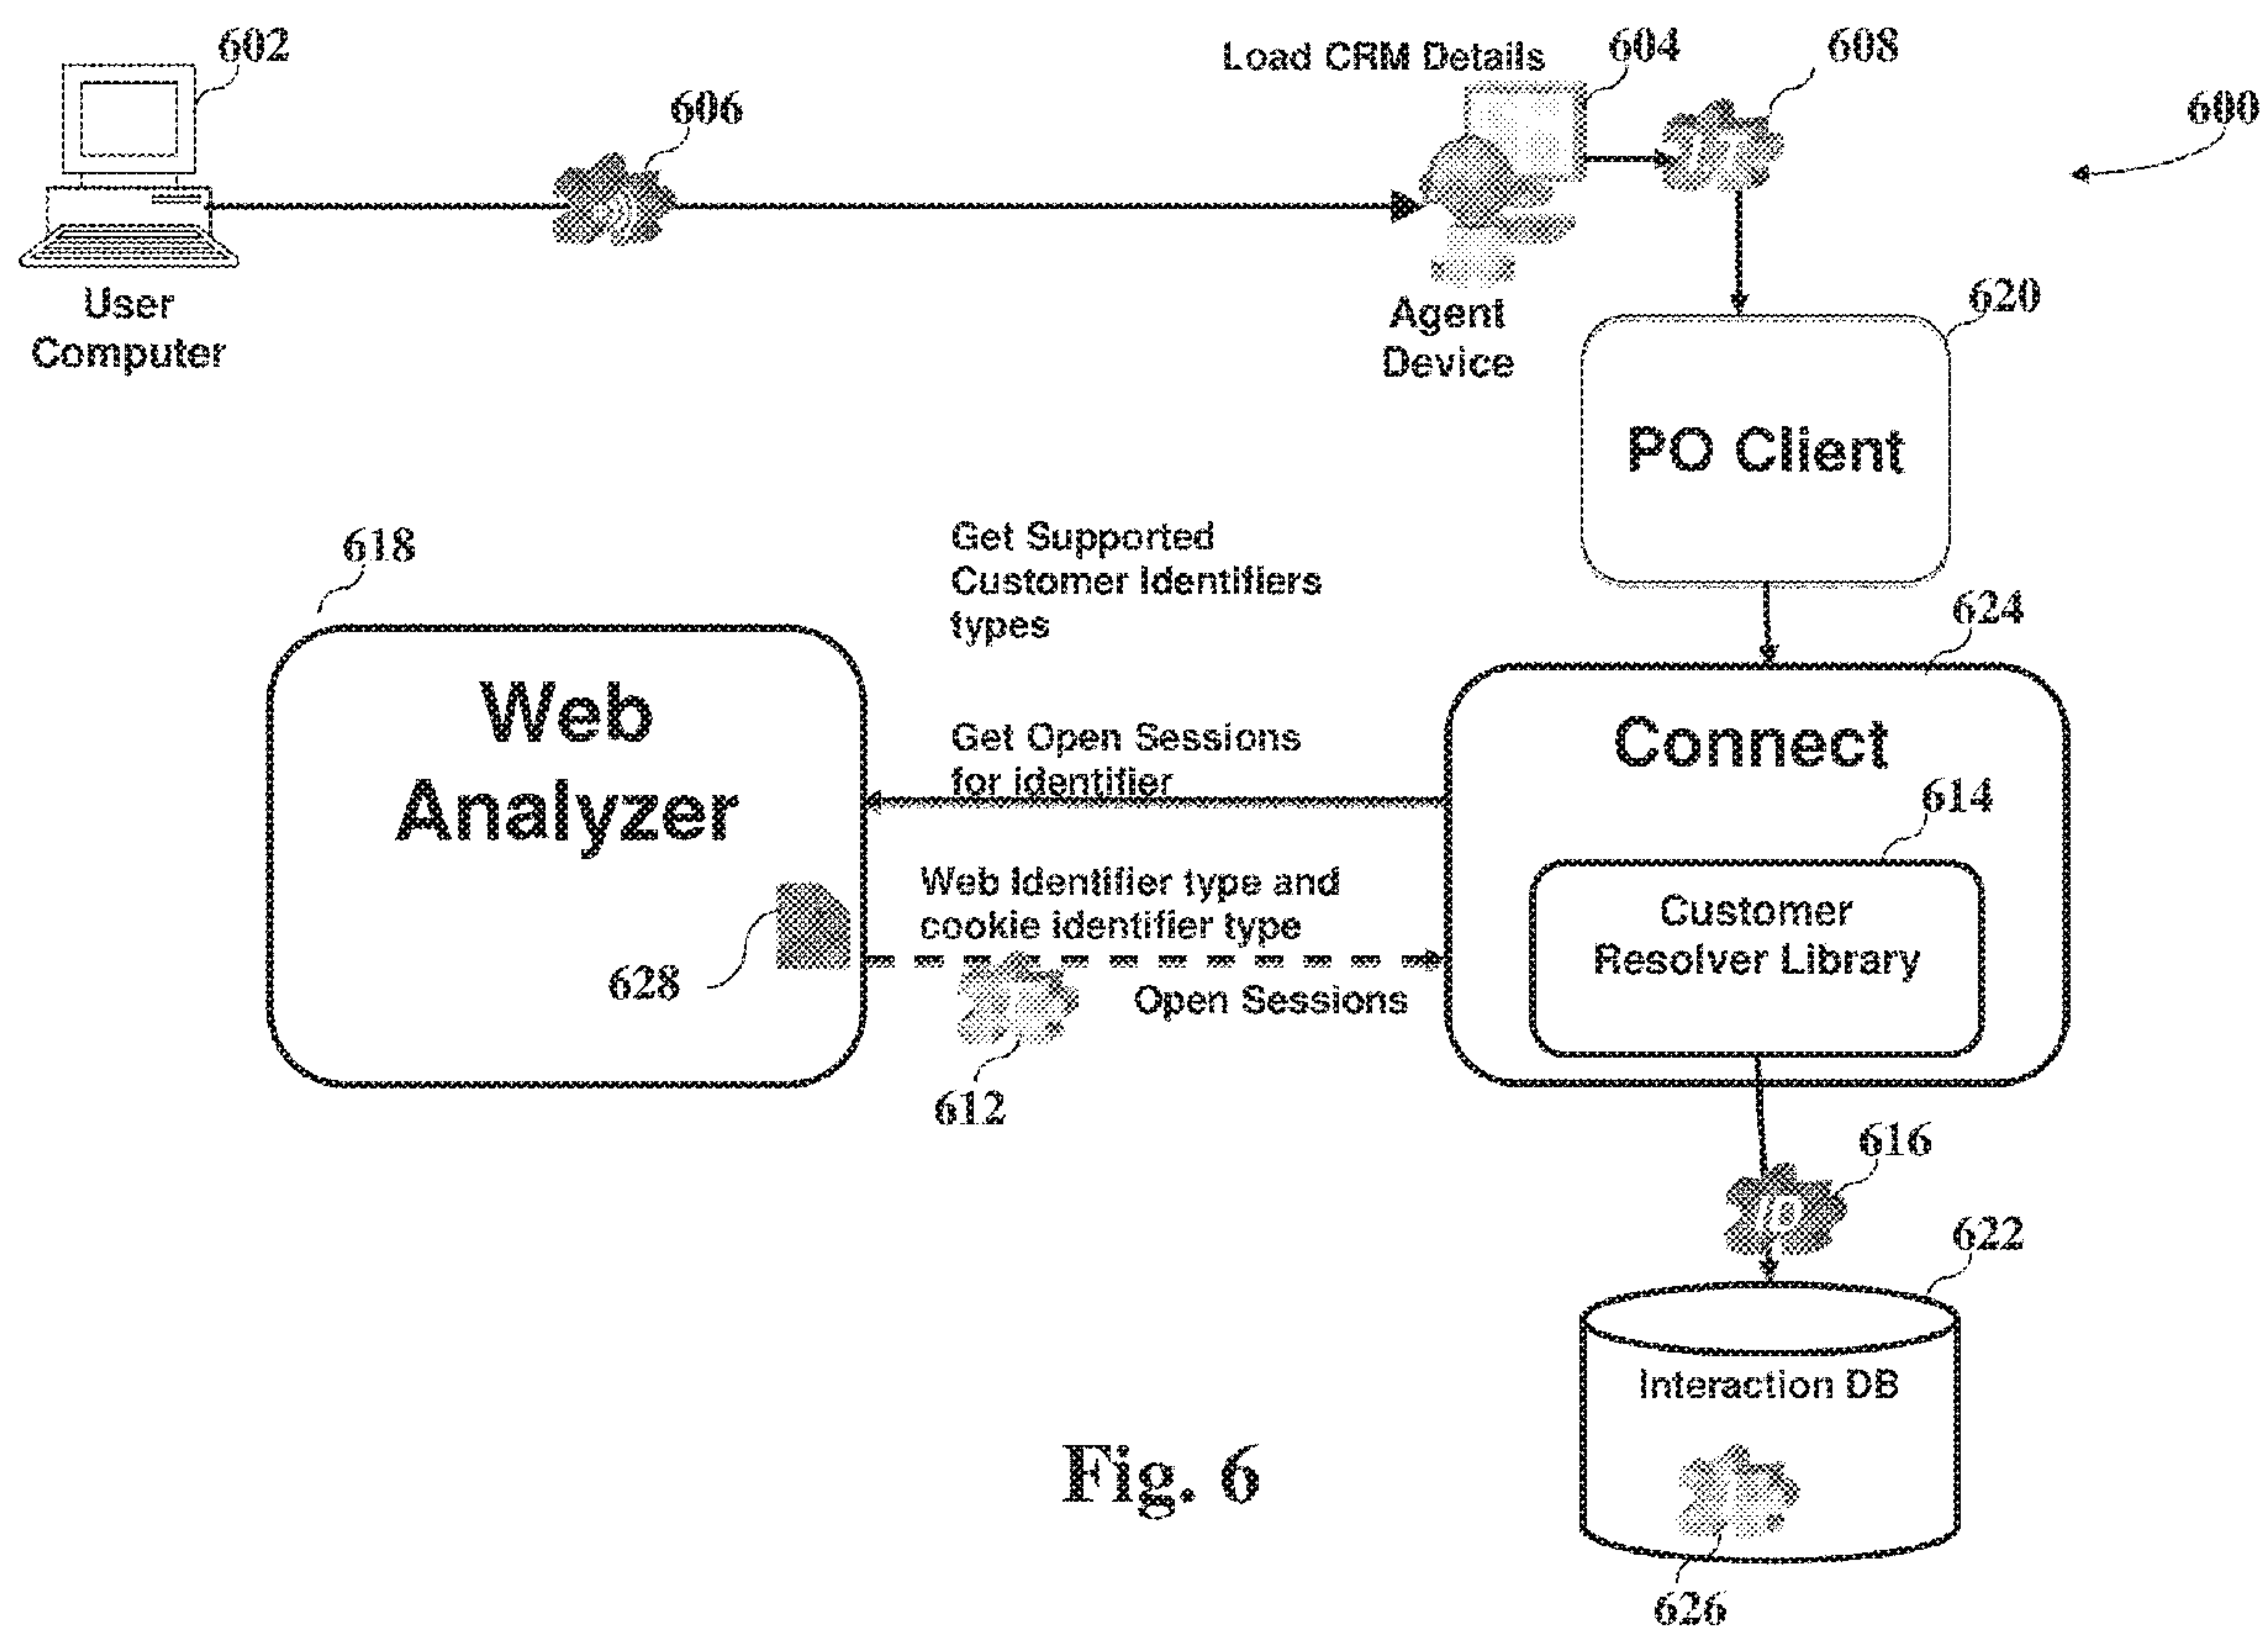 602
606
Load CRM Details
604
608
600
User
Computer
Agent
Device
620
PO Client
618
Get Supported
Customer Identifiers
types
624
Web
Analyzer
Get Open Sessions
for identifier
Connect
614
Web Identifier type and
cookie identifier type
Customer
Resolver Library
628
Open Sessions
612
616
622
Interaction DB
Fig. 6
626